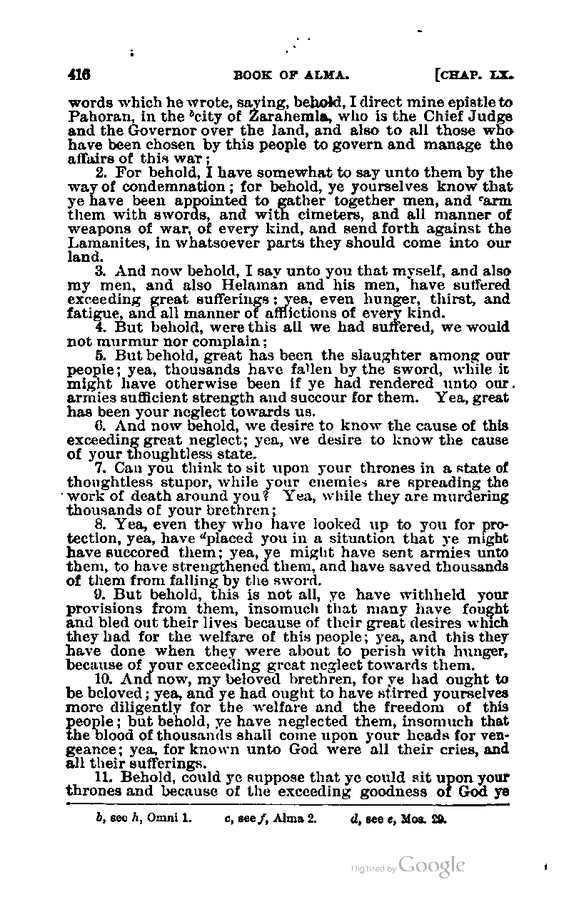 416 BOOK OF ALMA. [CHAP. LX.
words which he wrote, saying, behold, I direct mine epistle to
Pahoran, in the bcity of Zarahemla, who is the Chief Judge
and the Governor over the land, and also to all those who
have been chosen by this people to govern and manage the
affairs of this war;
2. For behold, I have somewhat to say unto them by the
way of condemnation; for behold, ye yourselves know that
ye have been appointed to gather together men, and carm
them with swords, and with cimeters, and all manner of
weapons of war, of every kind, and send forth against the
Lamanites, in whatsoever parts they should come into our
land.
3. And now behold, I say unto you that myself, and also
my men, and also Helaman and his men, have suffered
exceeding great sufferings; yea, even hunger, thirst, and
fatigue, and all manner of afflictions of every kind.
4. But behold, were this all we had suffered, we would
not murmur nor complain;
5. But behold, great has been the slaughter among our
people; yea, thousands have fallen by the sword, while it
might have otherwise been if ye had rendered unto our
armies sufficient strength and succour for them. Yea, great
has been your neglect towards us.
6. And now behold, we desire to know the cause of this
exceeding great neglect; yea, we desire to know the cause
of your thoughtless state.
7. Can you think to sit upon your thrones in a state of
thoughtless stupor, while your enemies are spreading the
work of death around you? Yea, while they are murdering
thousands of your brethren;
8. Yea, even they who have looked up to you for pro-
tection, yea, have dplaced you in a situation that ye might
have succored them; yea, ye might have sent armies unto
them, to have strengthened them, and have saved thousands
of them from falling by the sword.
9. But behold, this is not all, ye have withheld your
provisions from them, insomuch that many have fought
and bled out their lives because of their great desires which
they had for the welfare of this people; yea, and this they
have done when they were about to perish with hunger,
because of your exceeding great neglect towards them.
10. And now, my beloved brethren, for ye had ought to
be beloved; yea, and ye had ought to have stirred yourselves
more diligently for the welfare and the freedom of this
people; but behold, ye have neglected them, insomuch that
the blood of thousands shall come upon your heads for ven-
geance; yea, for known unto God were all their cries, and
all their sufferings.
11. Behold, could ye suppose that ye could sit upon your
thrones and because of the exceeding goodness of God ye
b, see h, Omni 1. c, see f, Alma 2. d, see e, Mos. 29.
Digitized by Google